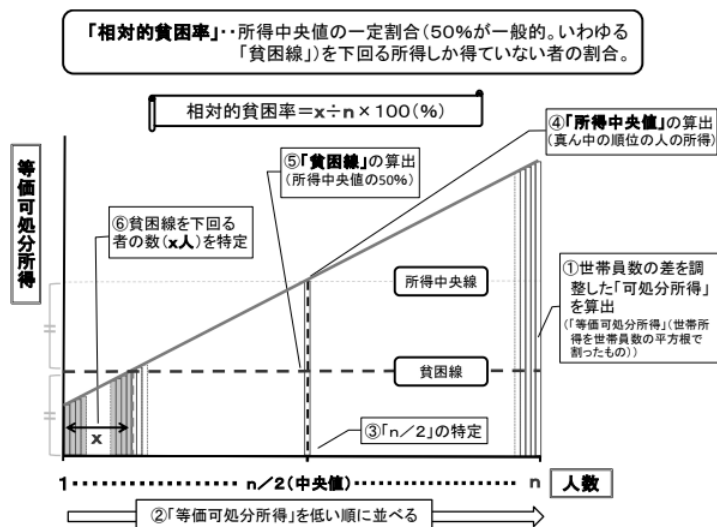 「相対的貧困率」・・所得中央値の一定割合(50%が一般的。いわゆる
「貧困線」)を下回る所得しか得ていない者の割合。
相対的貧困率=x÷n×100(%)
④「所得中央値」の算出
(真ん中の順位の人の所得)
⑤「貧困線」の算出
(所得中央値の50%)
等価可処分所得
⑥貧困線を下回る
者の数(x人)を特定
所得中央線
①世帯員数の差を調
整した「可処分所得」
を算出
(「等価可処分所得」(世帯所
得を世帯員数の平方根で
割ったもの))
貧困線
x
③「n/2」の特定
1 n/2(中央値) n 人数
②「等価可処分所得」を低い順に並べる